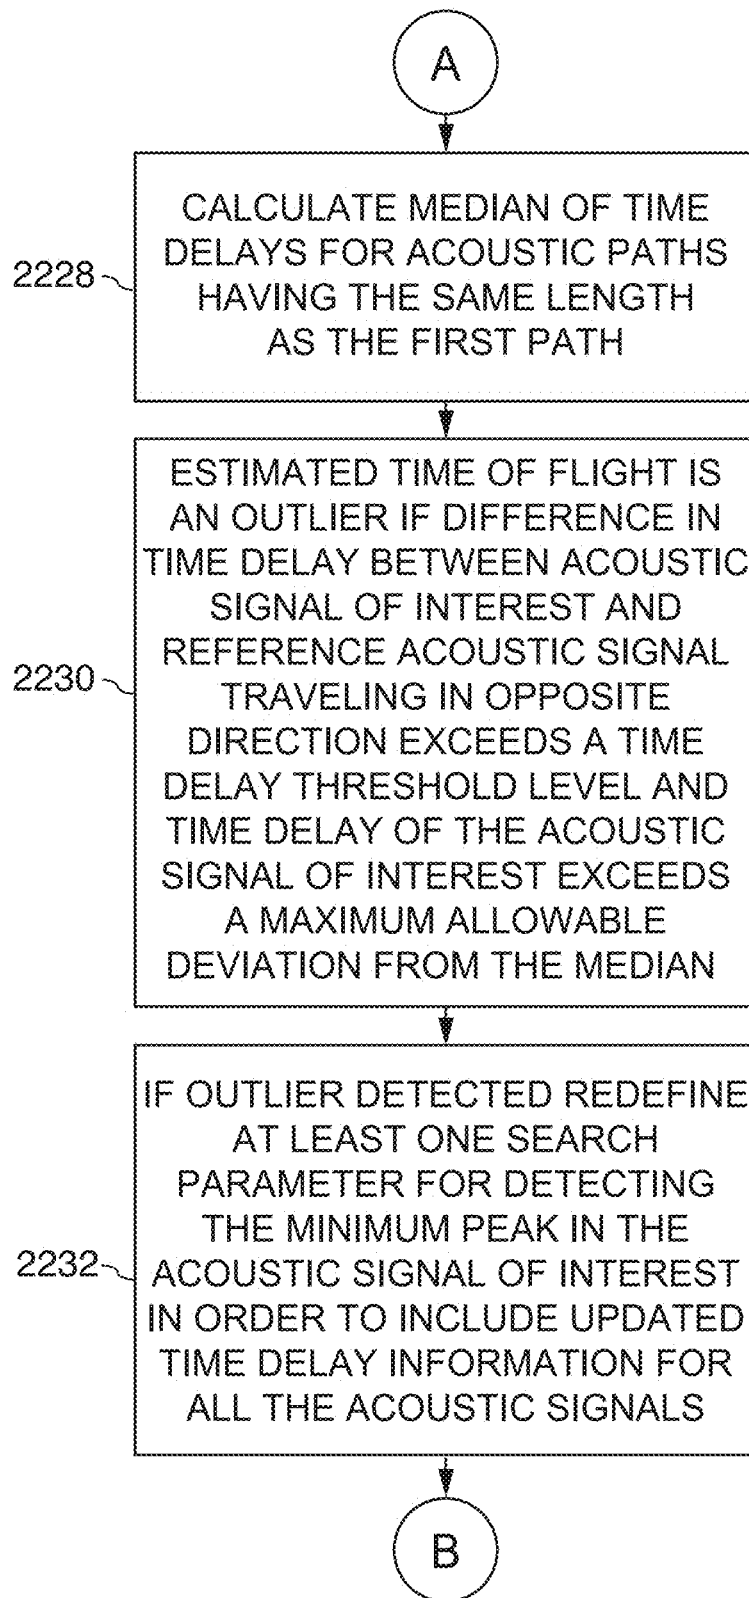 A
CALCULATE MEDIAN OF TIME
DELAYS FOR ACOUSTIC PATHS
HAVING THE SAME LENGTH
AS THE FIRST PATH
2228
ESTIMATED TIME OF FLIGHT IS
AN OUTLIER IF DIFFERENCE IN
TIME DELAY BETWEEN ACOUSTIC
SIGNAL OF INTEREST AND
REFERENCE ACOUSTIC SIGNAL
TRAVELING IN OPPOSITE
DIRECTION EXCEEDS A TIME
DELAY THRESHOLD LEVEL AND
TIME DELAY OF THE ACOUSTIC
SIGNAL OF INTEREST EXCEEDS
A MAXIMUM ALLOWABLE
DEVIATION FROM THE MEDIAN
2230
IF OUTLIER DETECTED REDEFINE
AT LEAST ONE SEARCH
PARAMETER FOR DETECTING
THE MINIMUM PEAK IN THE
ACOUSTIC SIGNAL OF INTEREST
IN ORDER TO INCLUDE UPDATED
TIME DELAY INFORMATION FOR
ALL THE ACOUSTIC SIGNALS
2232
B